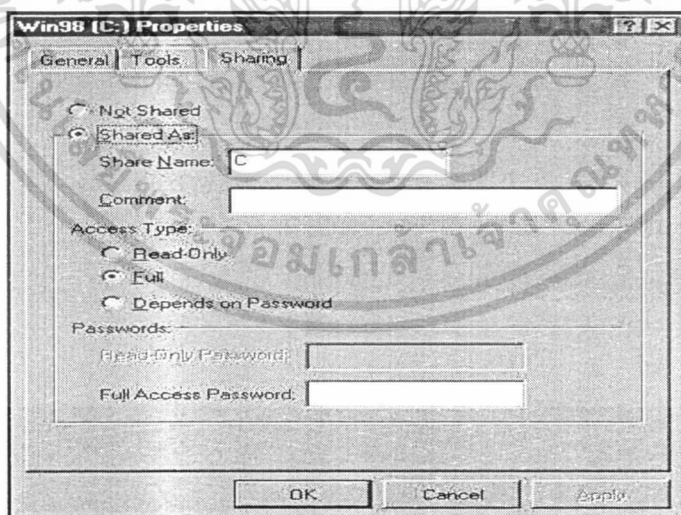 Win98 (C:) Properties
General Tools Sharing
Not Shared
Shared As:
Share Name: C
Comment:
Access Type:
Read-Only
Full
Depends on Password
Passwords:
Read-Only Password:
Full Access Password:
OK Cancel Apply